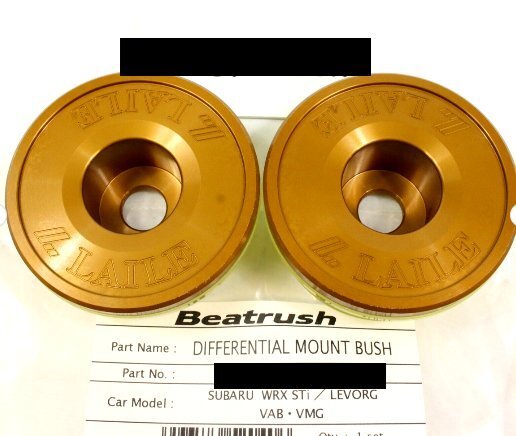 LAILE
LAILE
LAILE
LAILE
Beatrush
Part Name : DIFFERENTIAL MOUNT BUSH
Part No. :
Car Model : SUBARU WRX STi / LEVORG
VAB・VMG